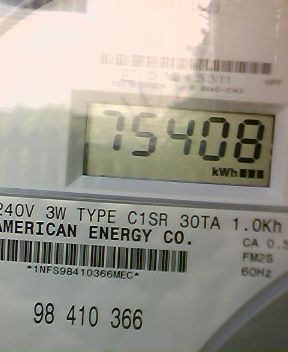 75408
kWh
240V 3W TYPE C1SR 30TA 1.0Kh
AMERICAN ENERGY CO.
CA 0.5
FM2S
60Hz
*1NFS98410366MEC*
98 410 366